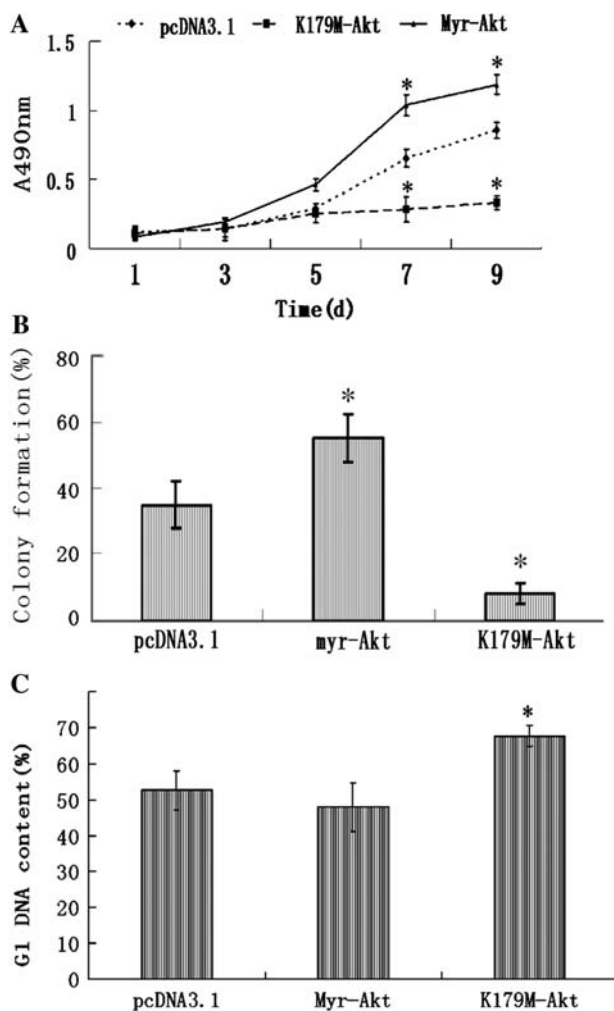 A
pcDNA3.1 K179M-Akt Myr-Akt
A490nm
1.5
1
0.5
0
* *
* *
1 3 5 7 9
Time(d)
B
Colony formation(%)
80
60
40
20
0
*
*
pcDNA3.1 myr-Akt K179M-Akt
C
G1 DNA content(%)
70
60
50
40
30
20
10
0
*
pcDNA3.1 Myr-Akt K179M-Akt